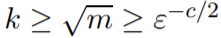 k ≥ √m ≥ ε^{-c/2}